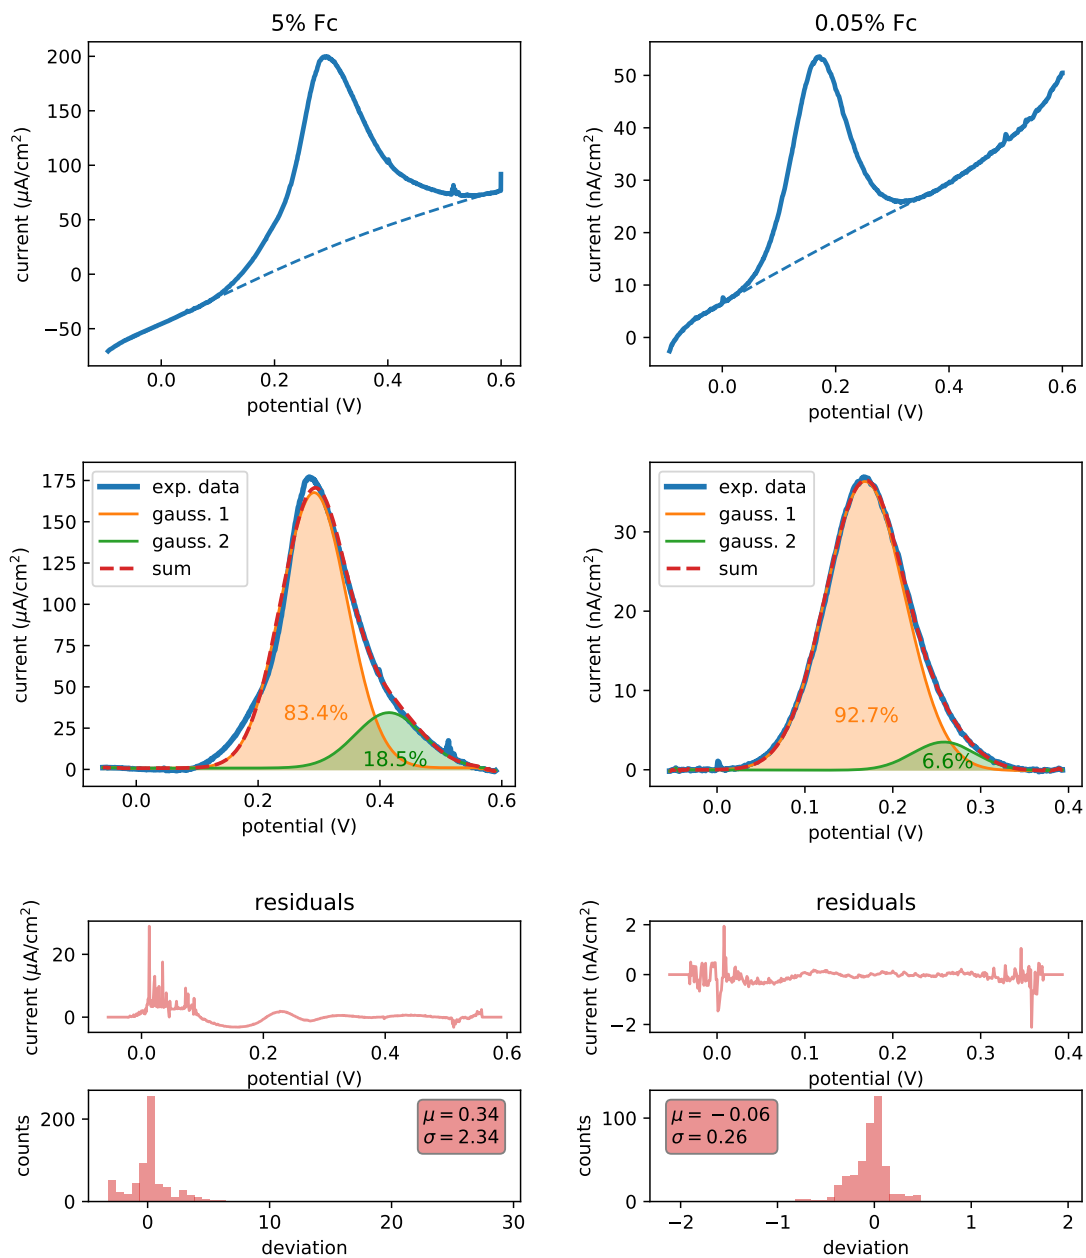 5% Fc
current (μA/cm²)
200
150
100
50
0
−50
0.0 0.2 0.4 0.6
potential (V)
0.05% Fc
current (nA/cm²)
50
40
30
20
10
0
0.0 0.2 0.4 0.6
potential (V)
current (μA/cm²)
175
150
125
100
75
50
25
0
exp. data
gauss. 1
gauss. 2
sum
83.4%
18.5%
0.0 0.2 0.4 0.6
potential (V)
current (nA/cm²)
30
20
10
0
exp. data
gauss. 1
gauss. 2
sum
92.7%
6.6%
0.0 0.1 0.2 0.3 0.4
potential (V)
residuals
current (μA/cm²)
20
0
0.0 0.2 0.4 0.6
potential (V)
residuals
current (nA/cm²)
2
0
−2
0.0 0.1 0.2 0.3 0.4
potential (V)
counts
200
0
μ = 0.34
σ = 2.34
0 10 20 30
deviation
counts
100
0
μ = −0.06
σ = 0.26
−2 −1 0 1 2
deviation